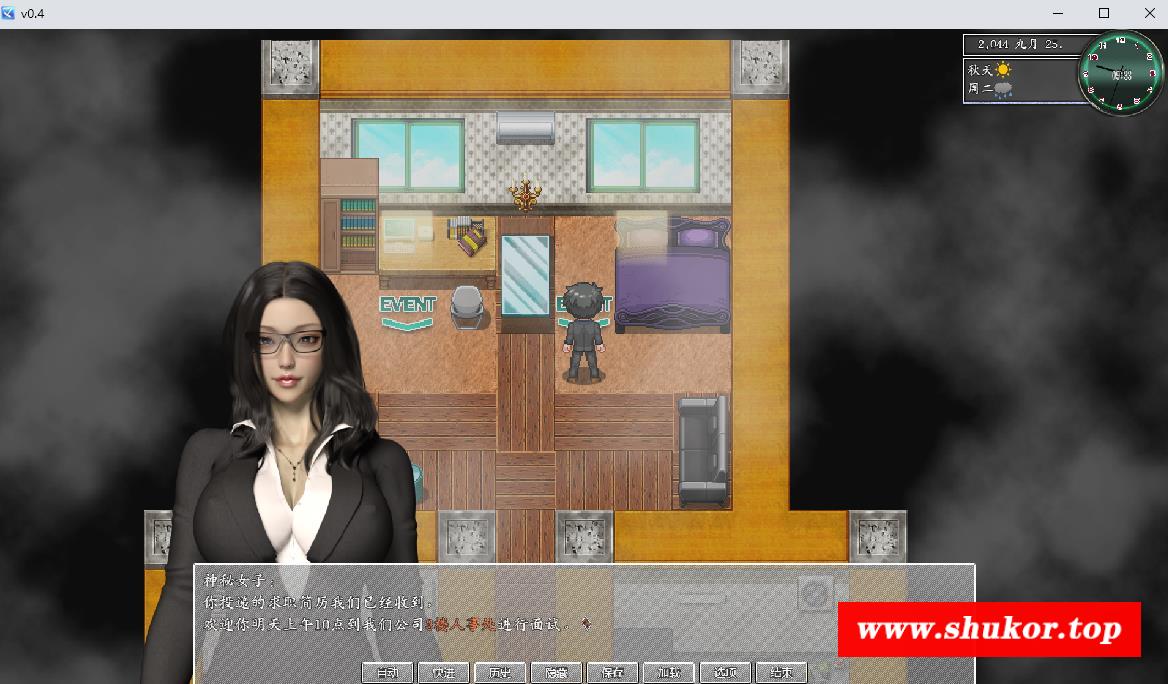 v0.4
2,044 九月 25.
秋天
周二
EVENT
神秘女子：
你投递的求职简历我们已经收到.
欢迎你明天上午10点到我们公司3楼人事处进行面试.
www.shukor.top
自动 快进 历史 隐藏 保存 加载 选项 结束